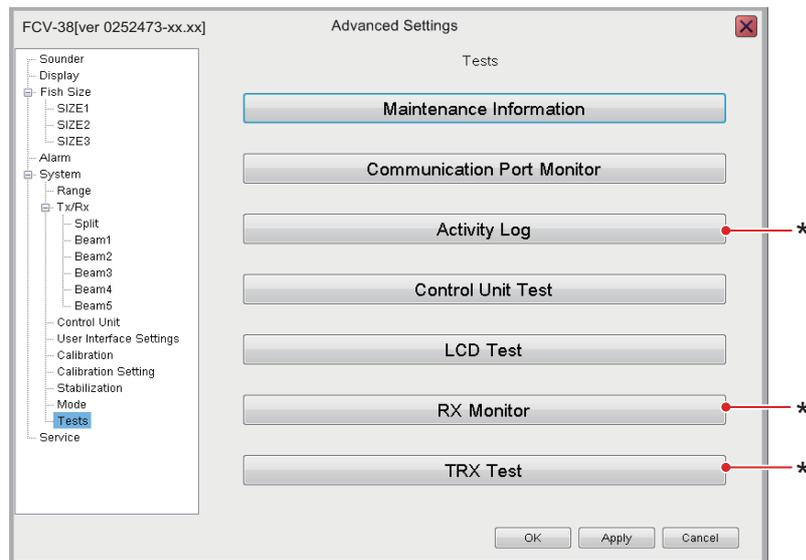 FCV-38[ver 0252473-xx.xx]
Advanced Settings
Sounder
Display
Fish Size
SIZE1
SIZE2
SIZE3
Alarm
System
Range
Tx/Rx
Split
Beam1
Beam2
Beam3
Beam4
Beam5
Control Unit
User Interface Settings
Calibration
Calibration Setting
Stabilization
Mode
Tests
Service
Tests
Maintenance Information
Communication Port Monitor
Activity Log
*
Control Unit Test
LCD Test
RX Monitor
*
TRX Test
*
OK
Apply
Cancel